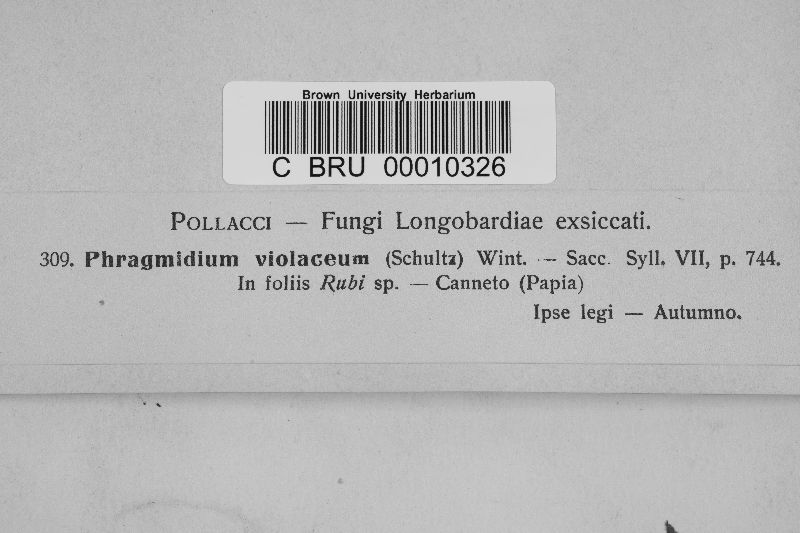 Brown University Herbarium
C BRU 00010326
POLLACCI — Fungi Longobardiae exsiccati.
309. Phragmidium violaceum (Schultz) Wint. — Sacc. Syll. VII, p. 744.
In foliis Rubi sp. — Canneto (Papia)
Ipse legi — Autumno.